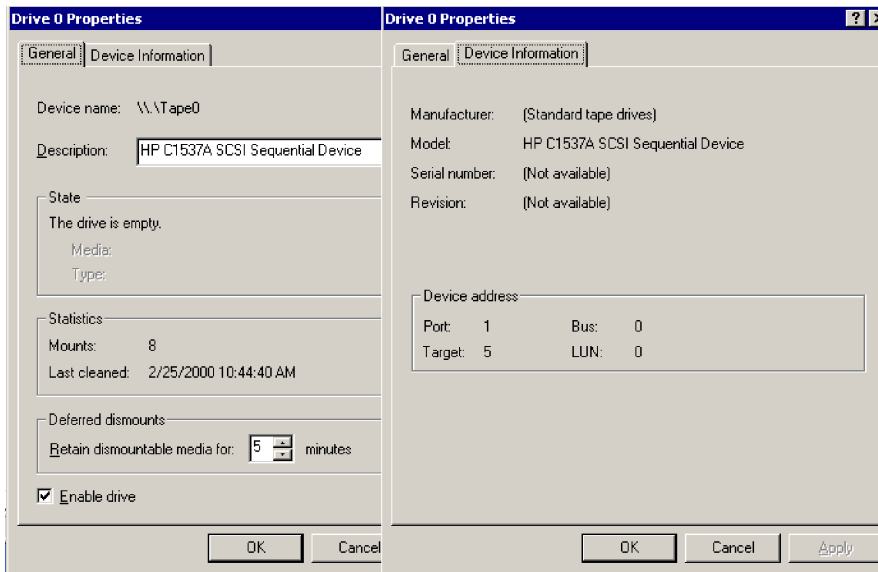 Drive 0 Properties
General Device Information
Device name: \\.\Tape0
Description: HP C1537A SCSI Sequential Device
State
The drive is empty.
Media:
Type:
Statistics
Mounts: 8
Last cleaned: 2/25/2000 10:44:40 AM
Deferred dismounts
Retain dismountable media for: 5 minutes
Enable drive
OK Cancel
Drive 0 Properties
General Device Information
Manufacturer: (Standard tape drives)
Model: HP C1537A SCSI Sequential Device
Serial number: (Not available)
Revision: (Not available)
Device address
Port: 1 Bus: 0
Target: 5 LUN: 0
OK Cancel Apply